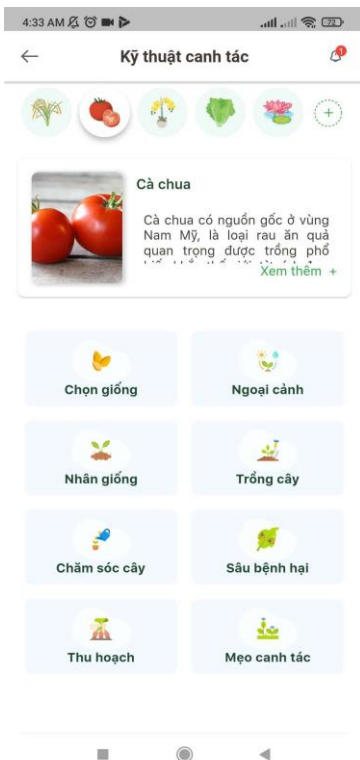 4:33 AM
72
Kỹ thuật canh tác
Cà chua
Cà chua có nguồn gốc ở vùng
Nam Mỹ, là loại rau ăn quả
quan trọng được trồng phổ
Xem thêm +
Chọn giống
Ngoại cảnh
Nhân giống
Trồng cây
Chăm sóc cây
Sâu bệnh hại
Thu hoạch
Mẹo canh tác